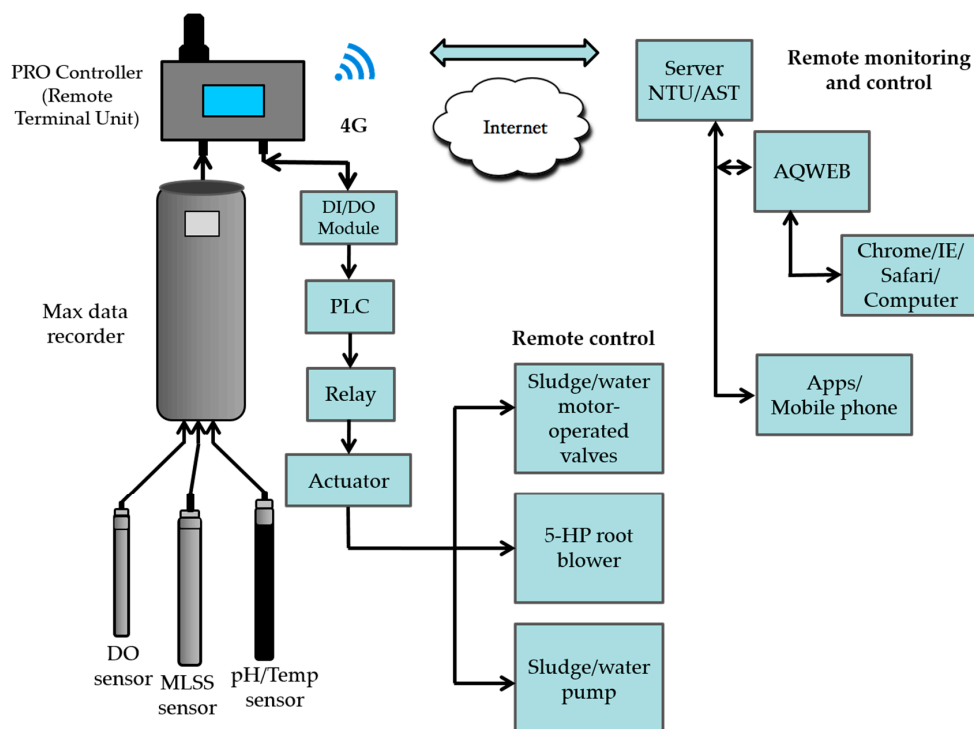 PRO Controller
(Remote
Terminal Unit)
4G
Internet
Server
NTU/AST
Remote monitoring
and control
AQWEB
Chrome/IE/
Safari/
Computer
Apps/
Mobile phone
DI/DO
Module
PLC
Relay
Actuator
Max data
recorder
Remote control
Sludge/water
motor-
operated
valves
5-HP root
blower
Sludge/water
pump
DO
sensor
MLSS
sensor
pH/Temp
sensor